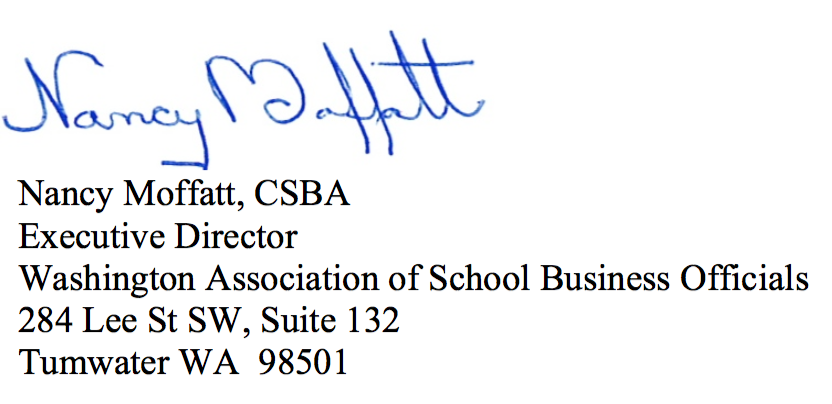 Nancy Moffatt
Nancy Moffatt, CSBA
Executive Director
Washington Association of School Business Officials
284 Lee St SW, Suite 132
Tumwater WA  98501